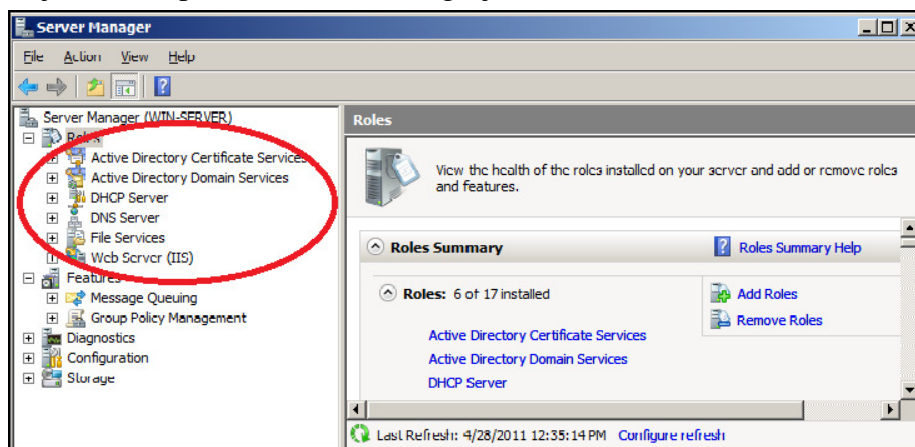 Server Manager
File Action View Help
Server Manager (WIN-SERVER)
Roles
Active Directory Certificate Services
Active Directory Domain Services
DHCP Server
DNS Server
File Services
Web Server (IIS)
Features
Message Queuing
Group Policy Management
Diagnostics
Configuration
Storage
Roles
View the health of the roles installed on your server and add or remove roles
and features.
Roles Summary
Roles Summary Help
Roles: 6 of 17 installed
Add Roles
Remove Roles
Active Directory Certificate Services
Active Directory Domain Services
DHCP Server
Last Refresh: 4/28/2011 12:35:14 PM Configure refresh